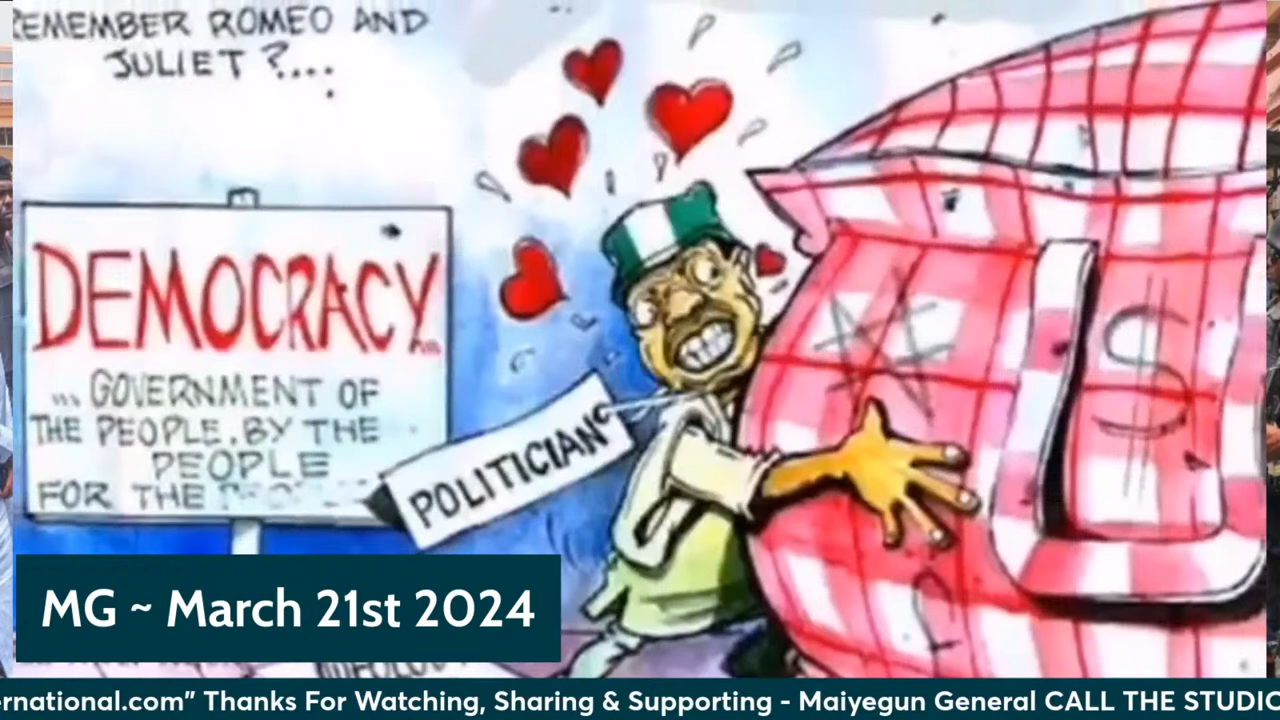 REMEMBER ROMEO AND
JULIET ?....
DEMOCRACY...
... GOVERNMENT OF
THE PEOPLE. BY THE
PEOPLE
FOR THE
POLITICIANS
$
MG ~ March 21st 2024
ernational.com” Thanks For Watching, Sharing & Supporting - Maiyegun General CALL THE STUDIO